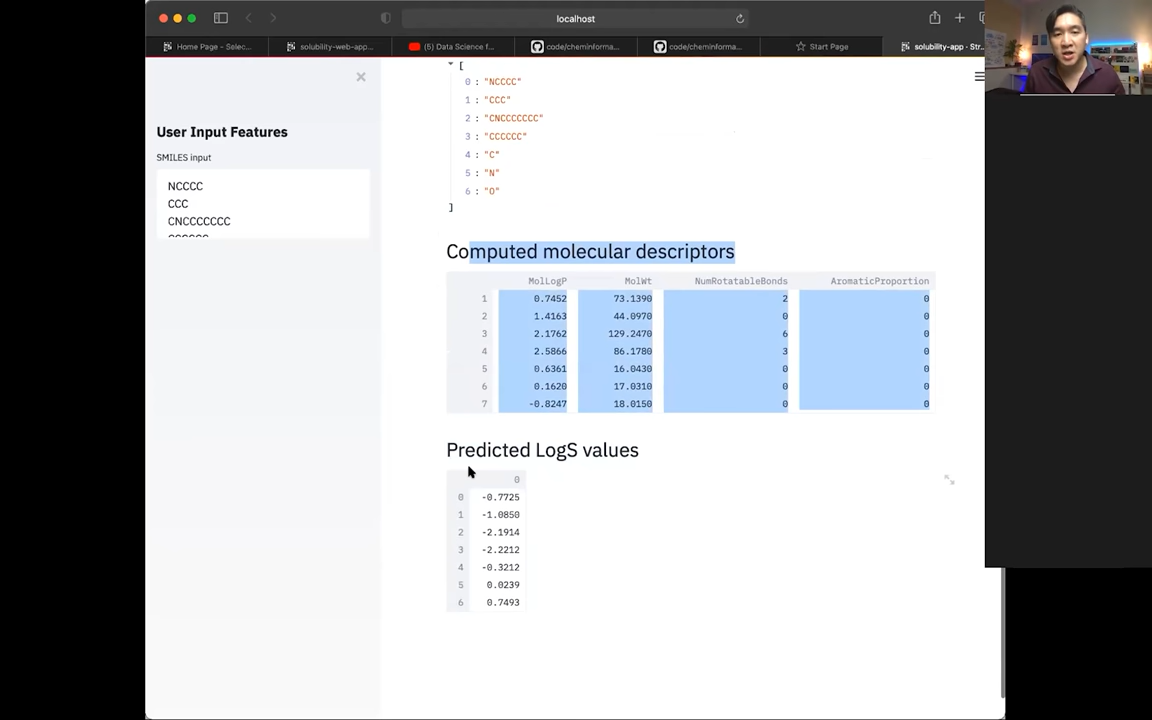 localhost
Home Page - Selec...
solubility-web-app...
(5) Data Science f...
code/cheminforma...
code/cheminforma...
Start Page
solubility-app · Str...
User Input Features
SMILES input
NCCCC
CCC
CNCCCCCCC
CCCCCC
[
0 : "NCCCC"
1 : "CCC"
2 : "CNCCCCCCC"
3 : "CCCCCC"
4 : "C"
5 : "N"
6 : "O"
]
Computed molecular descriptors
MolLogP MolWt NumRotatableBonds AromaticProportion
1 0.7452 73.1390 2 0
2 1.4163 44.0970 0 0
3 2.1762 129.2470 6 0
4 2.5866 86.1780 3 0
5 0.6361 16.0430 0 0
6 0.1620 17.0310 0 0
7 -0.8247 18.0150 0 0
Predicted LogS values
0
0 -0.7725
1 -1.0850
2 -2.1914
3 -2.2212
4 -0.3212
5 0.0239
6 0.7493